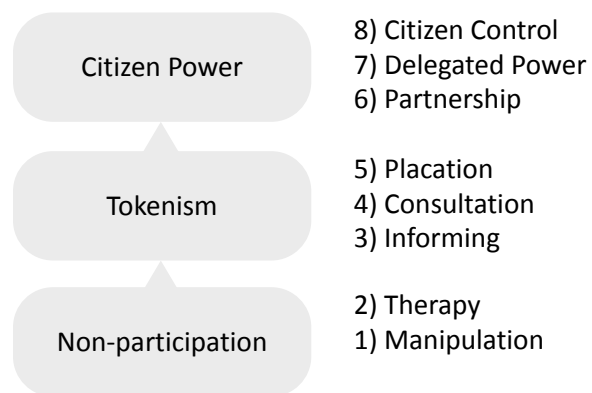 Citizen Power
8) Citizen Control
7) Delegated Power
6) Partnership
Tokenism
5) Placation
4) Consultation
3) Informing
Non-participation
2) Therapy
1) Manipulation